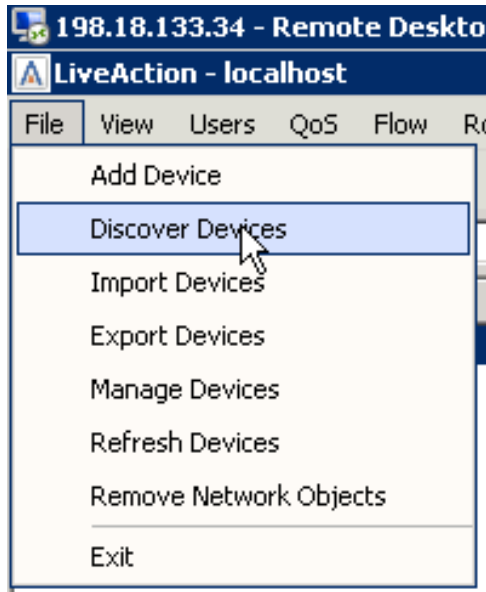 198.18.133.34 - Remote Deskto
LiveAction - localhost
File View Users QoS Flow Ro
Add Device
Discover Devices
Import Devices
Export Devices
Manage Devices
Refresh Devices
Remove Network Objects
Exit